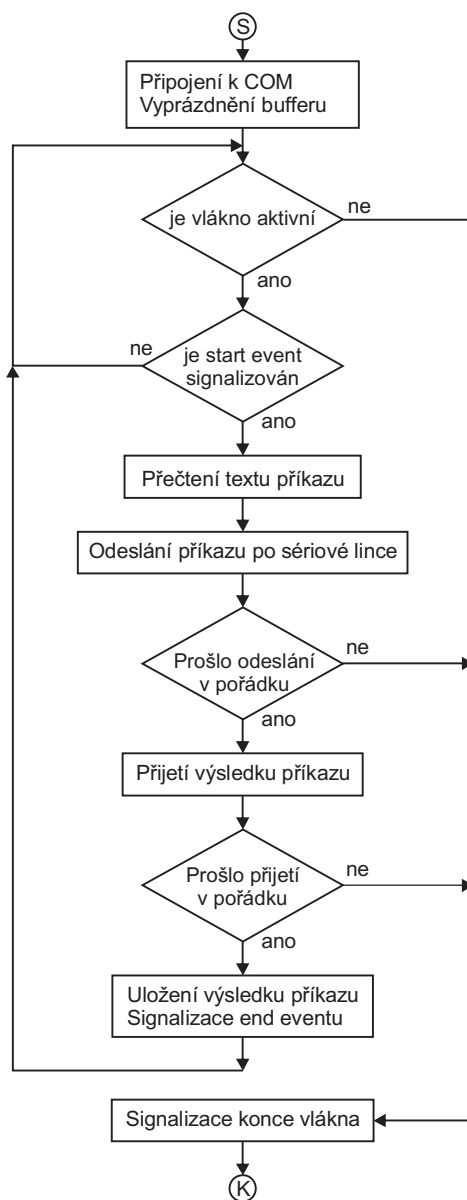 S
Připojení k COM
Vyprázdnění bufferu
je vlákno aktivní
ne
ano
ne
je start event
signalizován
ano
Přečtení textu příkazu
Odeslání příkazu po sériové lince
Prošlo odeslání
v pořádku
ne
ano
Přijetí výsledku příkazu
Prošlo přijetí
v pořádku
ne
ano
Uložení výsledku příkazu
Signalizace end eventu
Signalizace konce vlákna
K